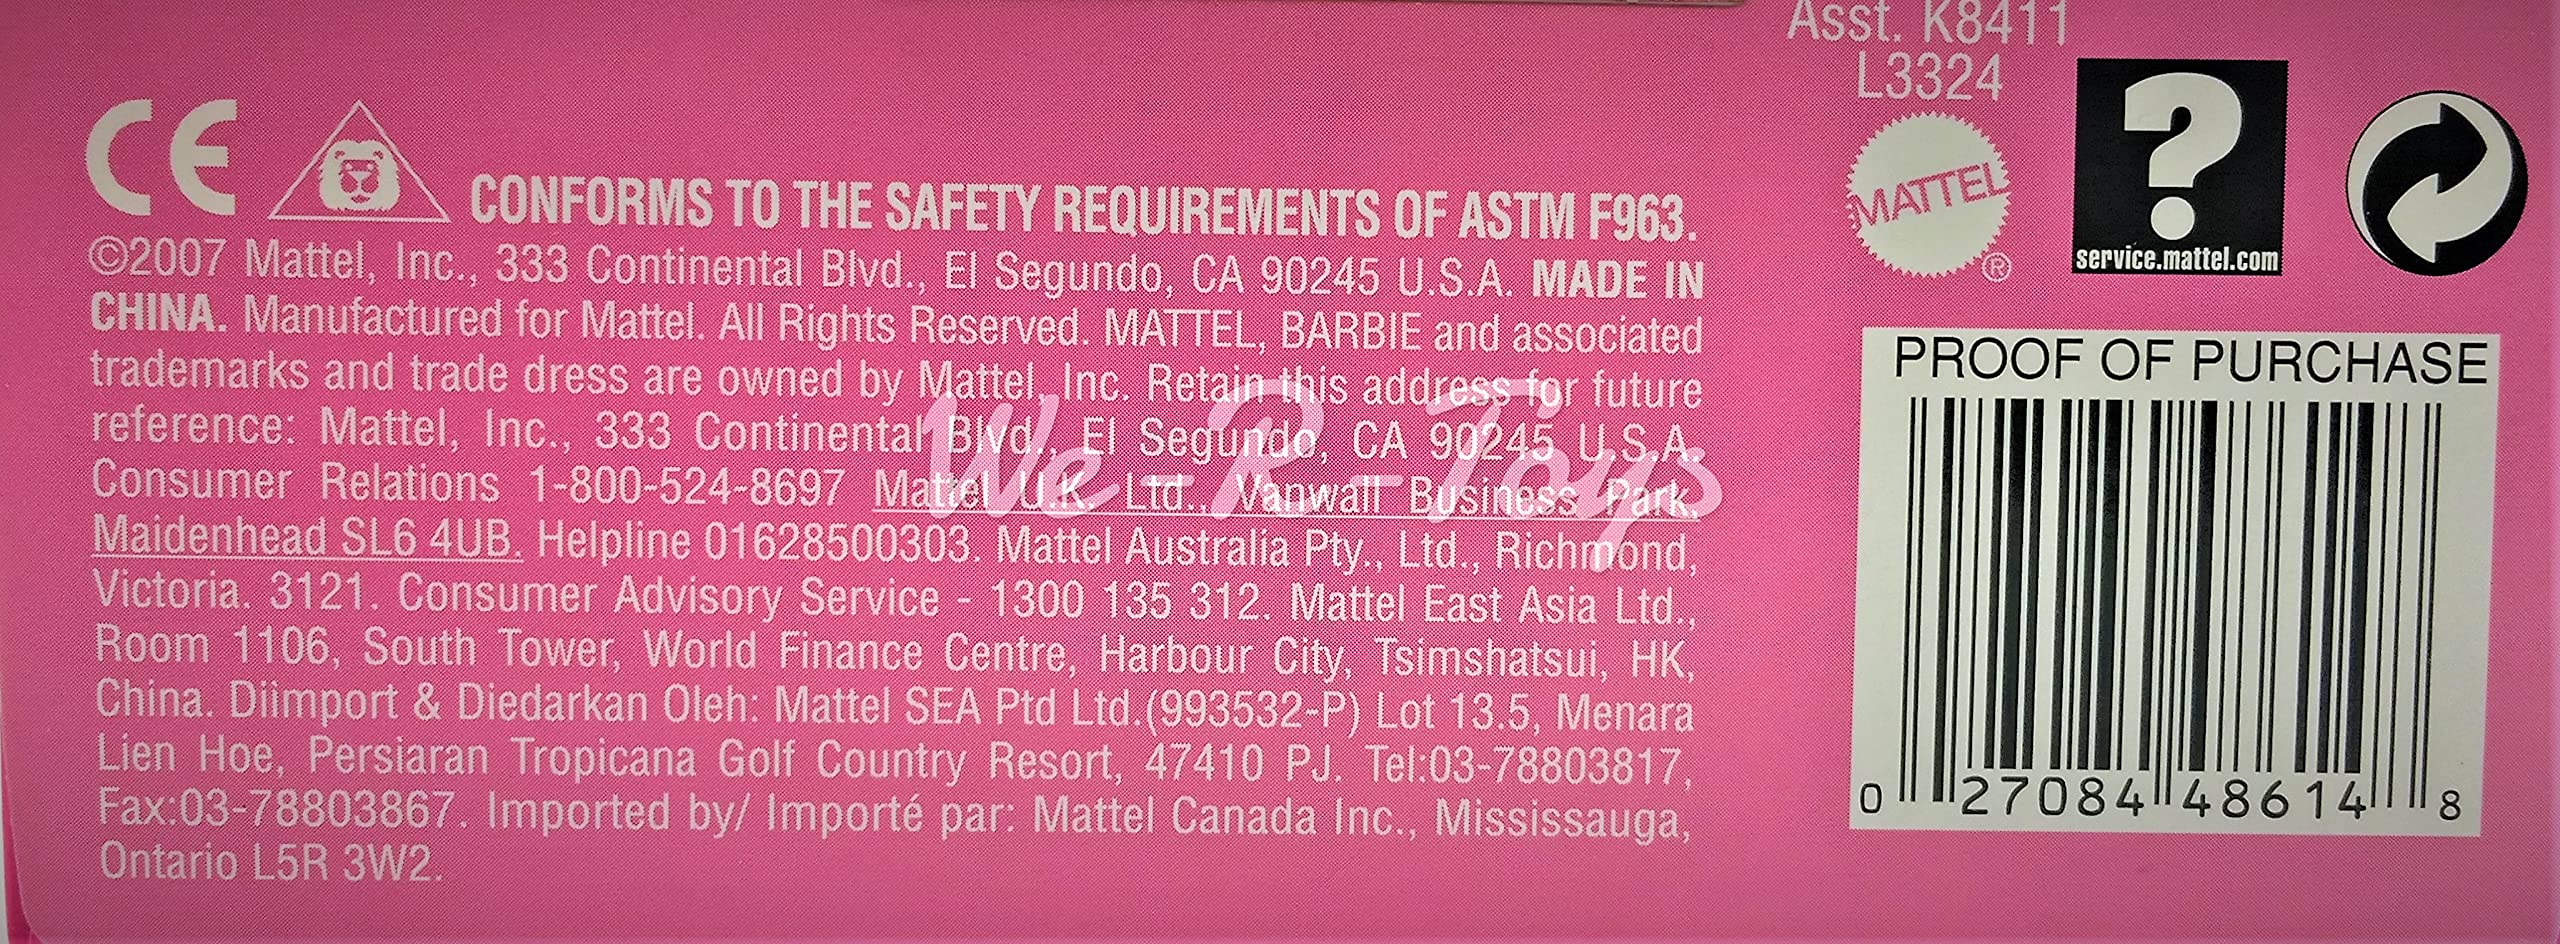 Asst. K8411
L3324
CE
CONFORMS TO THE SAFETY REQUIREMENTS OF ASTM F963.
©2007 Mattel, Inc., 333 Continental Blvd., El Segundo, CA 90245 U.S.A. MADE IN
CHINA. Manufactured for Mattel. All Rights Reserved. MATTEL, BARBIE and associated
trademarks and trade dress are owned by Mattel, Inc. Retain this address for future
reference: Mattel, Inc., 333 Continental Blvd., El Segundo, CA 90245 U.S.A.
Consumer Relations 1-800-524-8697 Mattel U.K. Ltd., Vanwall Business Park,
Maidenhead SL6 4UB. Helpline 01628500303. Mattel Australia Pty., Ltd., Richmond,
Victoria. 3121. Consumer Advisory Service - 1300 135 312. Mattel East Asia Ltd.,
Room 1106, South Tower, World Finance Centre, Harbour City, Tsimshatsui, HK,
China. Diimport & Diedarkan Oleh: Mattel SEA Ptd Ltd.(993532-P) Lot 13.5, Menara
Lien Hoe, Persiaran Tropicana Golf Country Resort, 47410 PJ. Tel:03-78803817,
Fax:03-78803867. Imported by/ Importé par: Mattel Canada Inc., Mississauga,
Ontario L5R 3W2.
We-R-Toys
MATTEL
®
?
service.mattel.com
PROOF OF PURCHASE
0 27084 48614 8